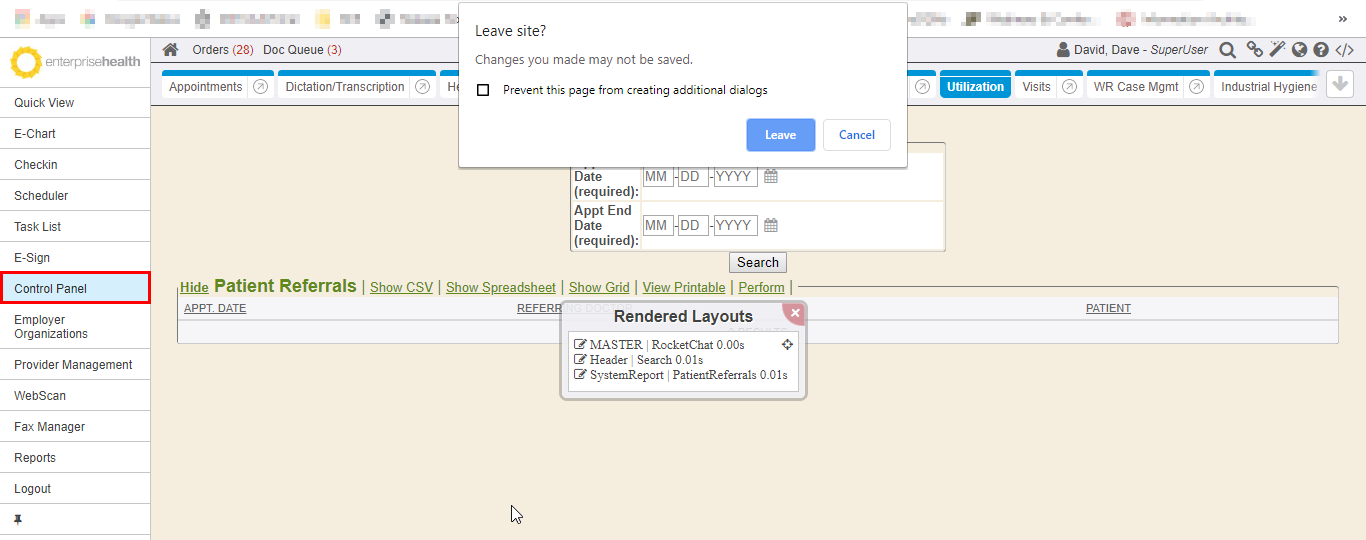 »
Leave site?
Changes you made may not be saved.
Prevent this page from creating additional dialogs
Leave
Cancel
enterprisehealth
Orders (28)
Doc Queue (3)
David, Dave - SuperUser
Appointments
Dictation/Transcription
Utilization
Visits
WR Case Mgmt
Industrial Hygiene
Quick View
E-Chart
Checkin
Scheduler
Task List
E-Sign
Control Panel
Employer
Organizations
Provider Management
WebScan
Fax Manager
Reports
Logout
Date
(required):
MM - DD - YYYY
Appt End
Date
(required):
MM - DD - YYYY
Search
Hide Patient Referrals | Show CSV | Show Spreadsheet | Show Grid | View Printable | Perform |
APPT. DATE
REFERRING DOCTOR
PATIENT
Rendered Layouts
MASTER | RocketChat 0.00s
Header | Search 0.01s
SystemReport | PatientReferrals 0.01s